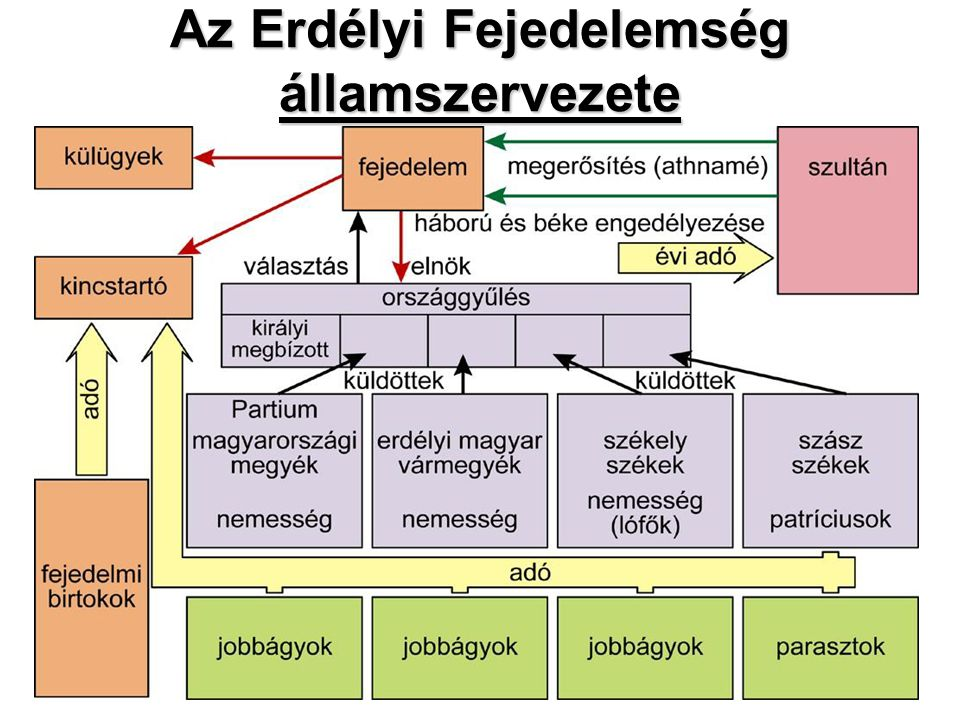 Az Erdélyi Fejedelemség
államszervezete
külügyek
fejedelem
megerősítés (athnamé)
szultán
háború és béke engedélyezése
évi adó
kincstartó
választás
elnök
országgyűlés
királyi
megbízott
küldöttek
küldöttek
adó
Partium
magyarországi
megyék
nemesség
erdélyi magyar
vármegyék
nemesség
székely
székek
nemesség
(lófők)
szász
székek
patríciusok
fejedelmi
birtokok
adó
jobbágyok
jobbágyok
jobbágyok
parasztok